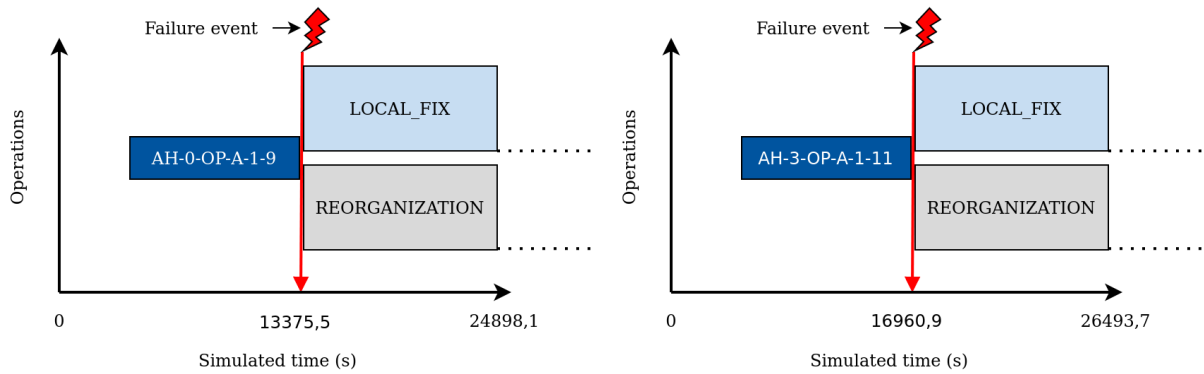 Failure event
LOCAL_FIX
AH-0-OP-A-1-9
REORGANIZATION
Operations
0
13375,5
24898,1
Simulated time (s)
Failure event
LOCAL_FIX
AH-3-OP-A-1-11
REORGANIZATION
Operations
0
16960,9
26493,7
Simulated time (s)